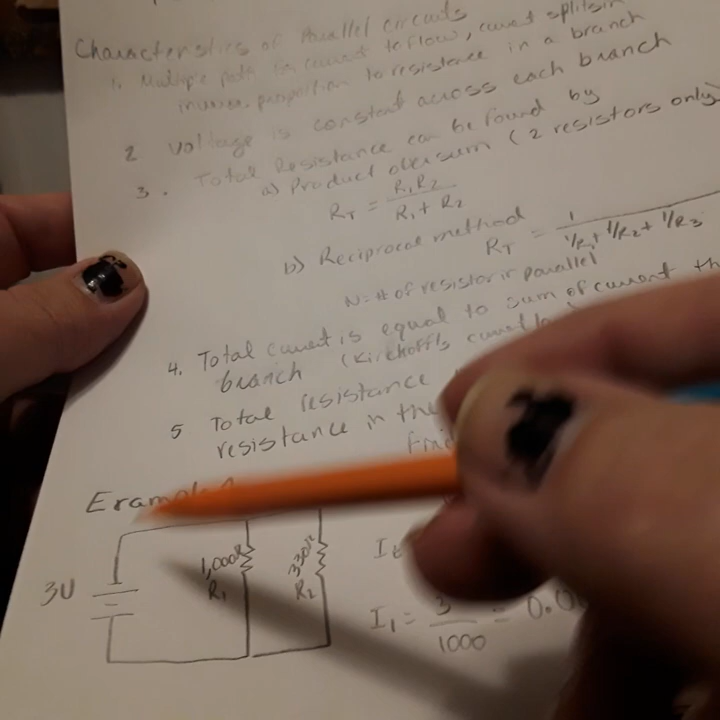 Characteristics of Parallel circuits
1. Multiple path for current to flow, current splits in
inverse proportion to resistance in a branch
2 Voltage is constant across each branch
3. Total Resistance can be found by
a) Product over sum (2 resistors only)
RT = R1R2 / R1 + R2
b) Reciprocal method
RT = 1 / 1/R1 + 1/R2 + 1/R3
N = # of resistor in parallel
4. Total current is equal to sum of current
branch (Kirchoff's current
5 Total resistance
resistance in the
Example
3V
1,000Ω
R1
330Ω
R2
I1 = 3 / 1000 = 0.0